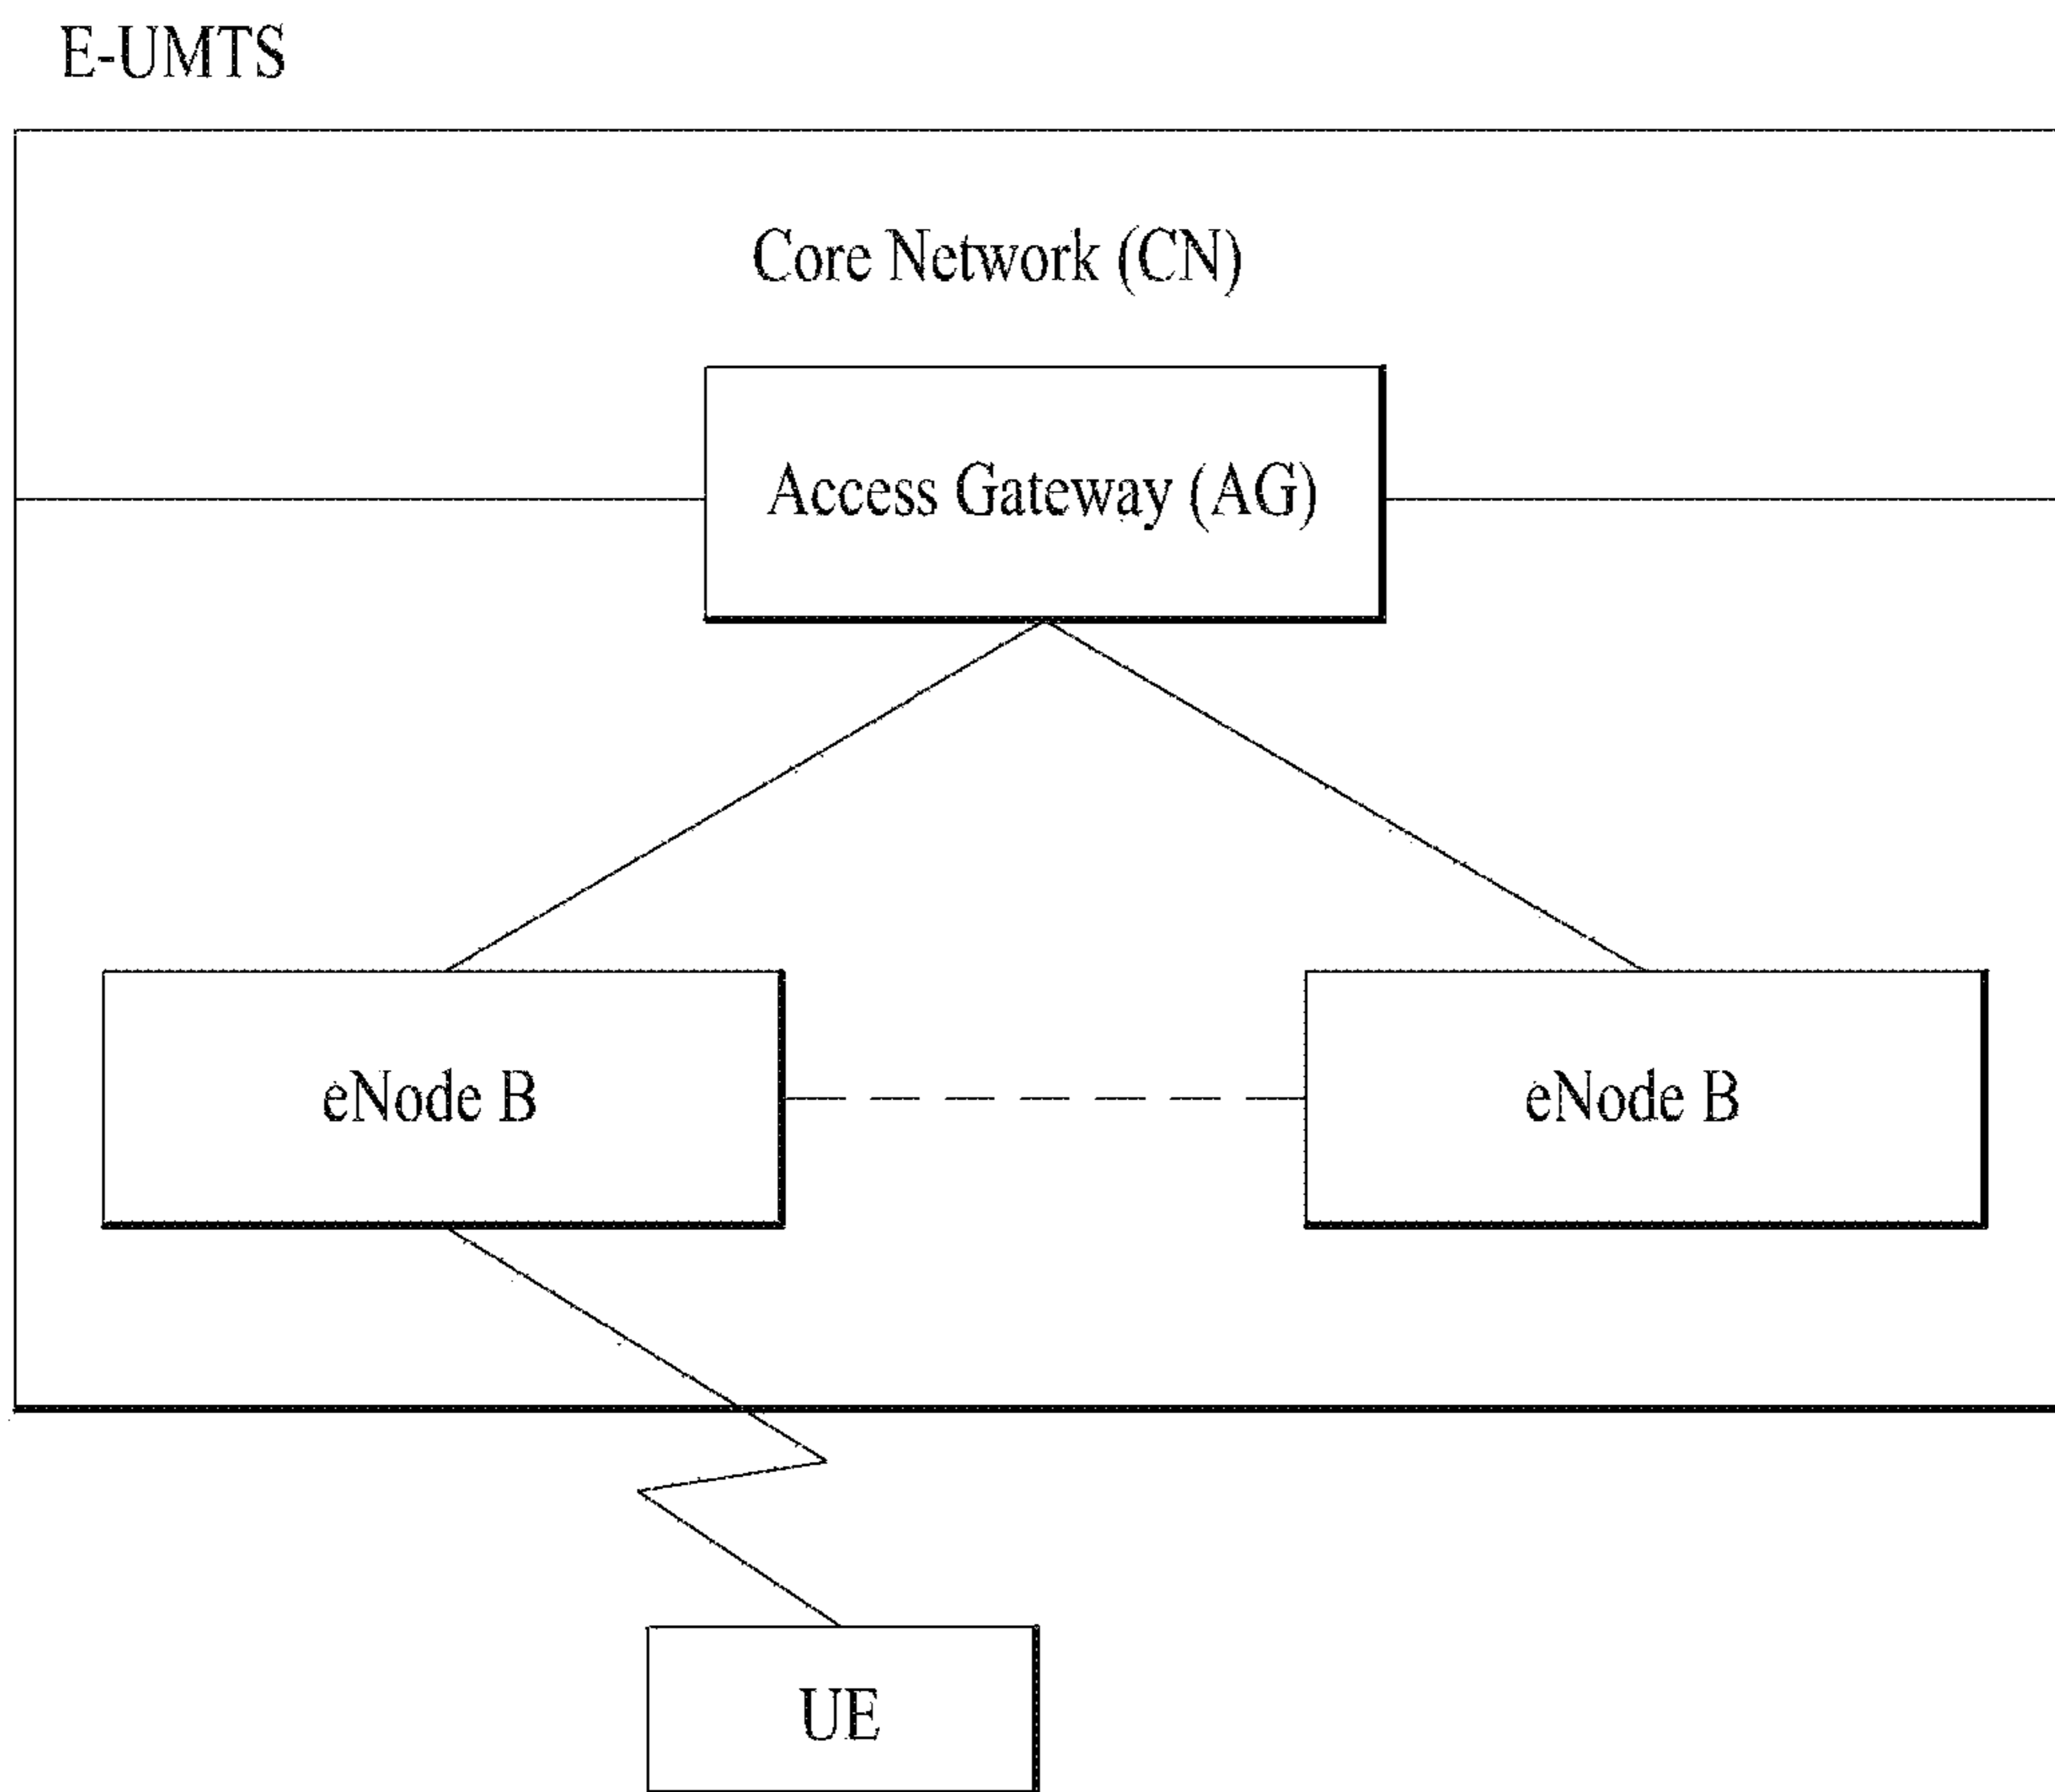 E-UMTS
Core Network (CN)
Access Gateway (AG)
eNode B
eNode B
UE